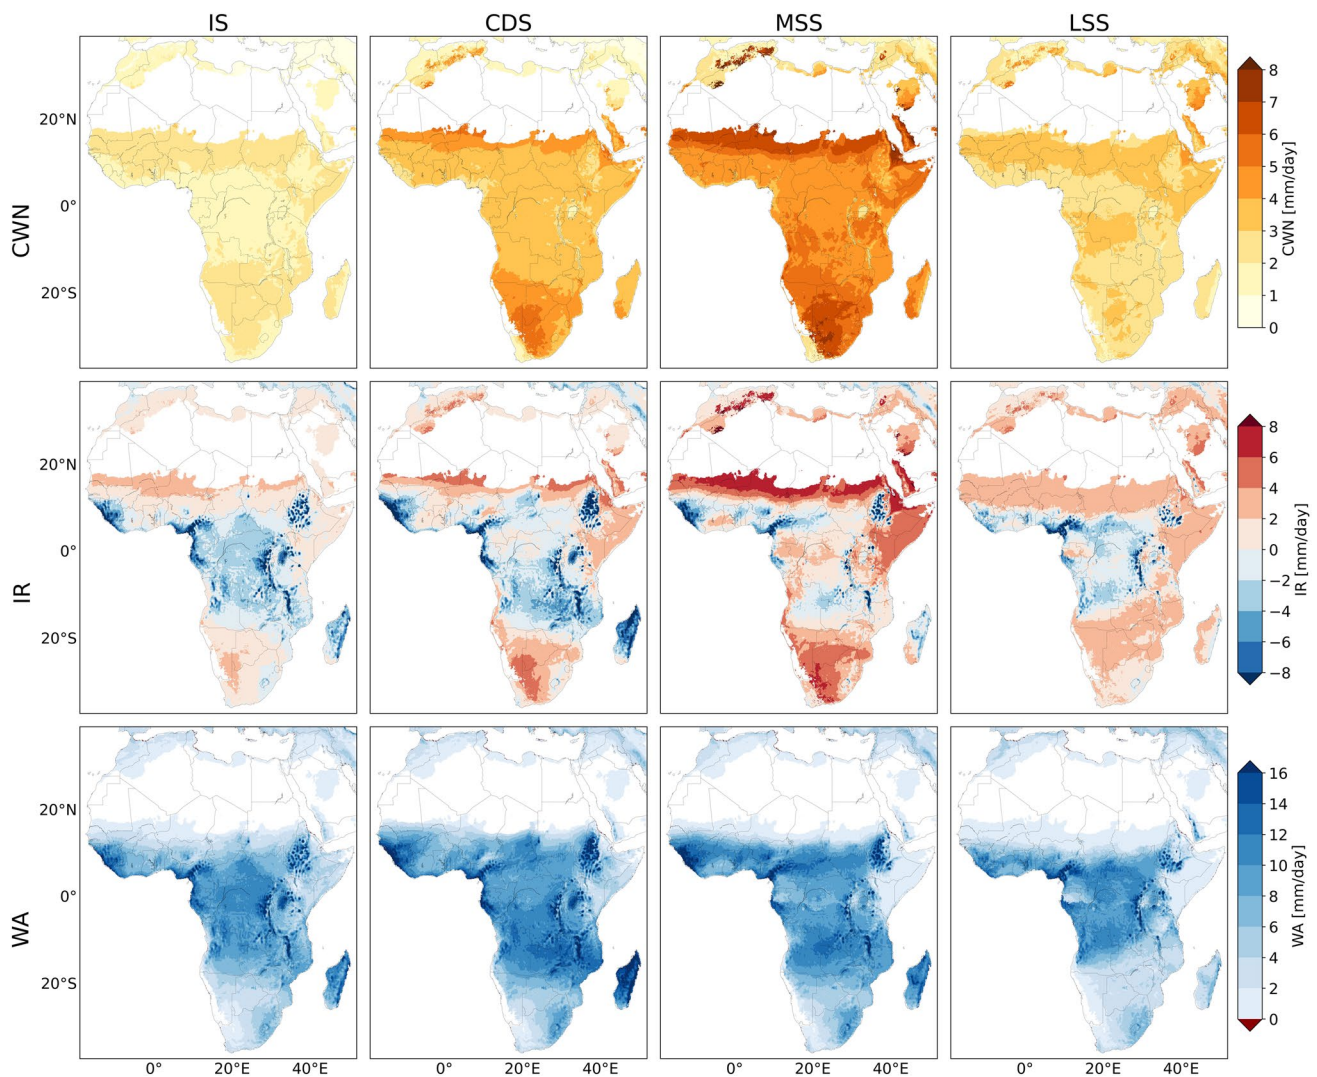 IS CDS MSS LSS
20°N
0°
20°S
CWN
8
7
6
5
4
3
2
1
0
CWN [mm/day]
20°N
0°
20°S
IR
8
6
4
2
0
−2
−4
−6
−8
IR [mm/day]
20°N
0°
20°S
WA
16
14
12
10
8
6
4
2
0
WA [mm/day]
0° 20°E 40°E 0° 20°E 40°E 0° 20°E 40°E 0° 20°E 40°E